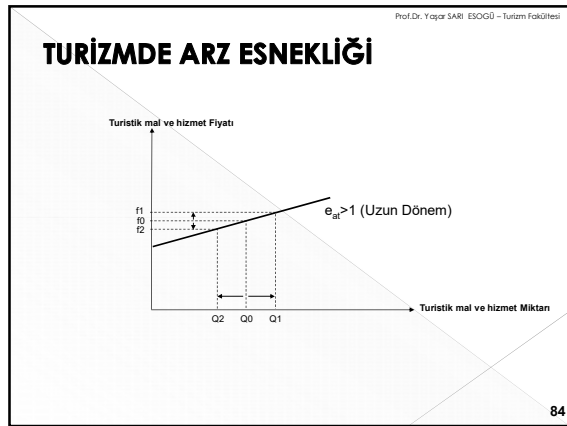 Prof.Dr. Yaşar SARI ESOGÜ – Turizm Fakültesi
TURİZMDE ARZ ESNEKLİĞİ
Turistik mal ve hizmet Fiyatı
f1
f0
f2
eat>1 (Uzun Dönem)
Turistik mal ve hizmet Miktarı
Q2 Q0 Q1
84